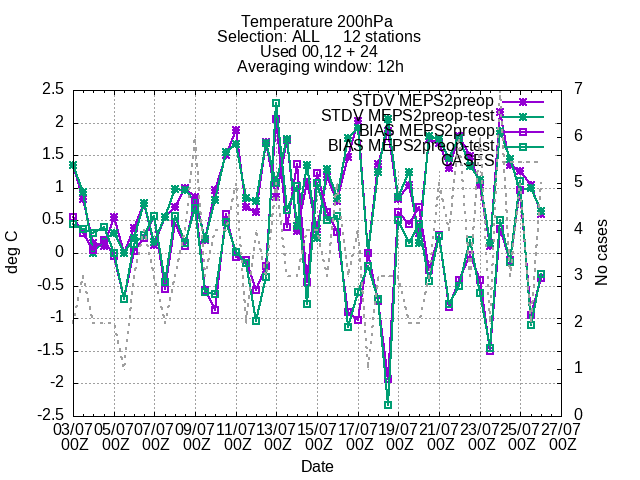 Temperature 200hPa
Selection: ALL 12 stations
Used 00,12 + 24
Averaging window: 12h
2.5
2
1.5
1
0.5
0
-0.5
-1
-1.5
-2
-2.5
deg C
7
6
5
4
3
2
1
0
No cases
STDV MEPS2preop
STDV MEPS2preop-test
BIAS MEPS2preop
BIAS MEPS2preop-test
CASES
03/07 05/07 07/07 09/07 11/07 13/07 15/07 17/07 19/07 21/07 23/07 25/07 27/07
00Z 00Z 00Z 00Z 00Z 00Z 00Z 00Z 00Z 00Z 00Z 00Z 00Z
Date